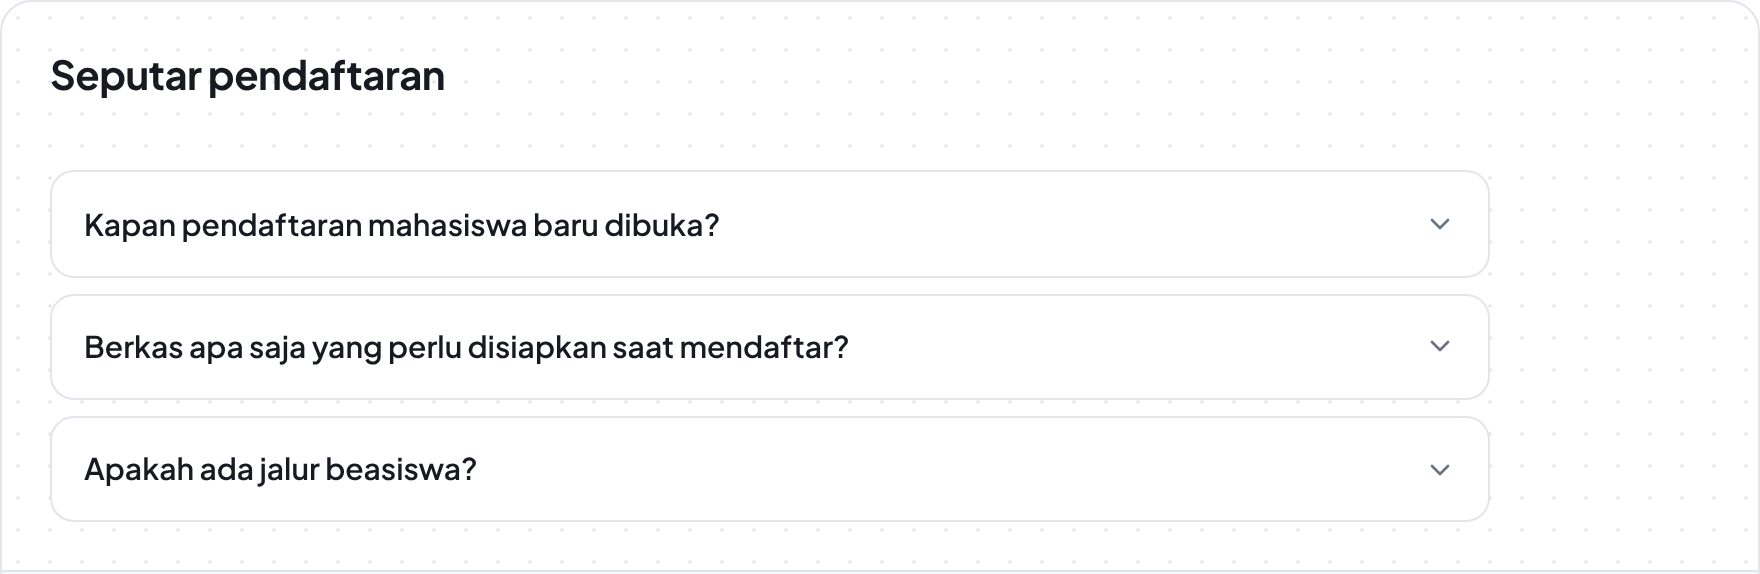 Seputar pendaftaran
Kapan pendaftaran mahasiswa baru dibuka?
Berkas apa saja yang perlu disiapkan saat mendaftar?
Apakah ada jalur beasiswa?